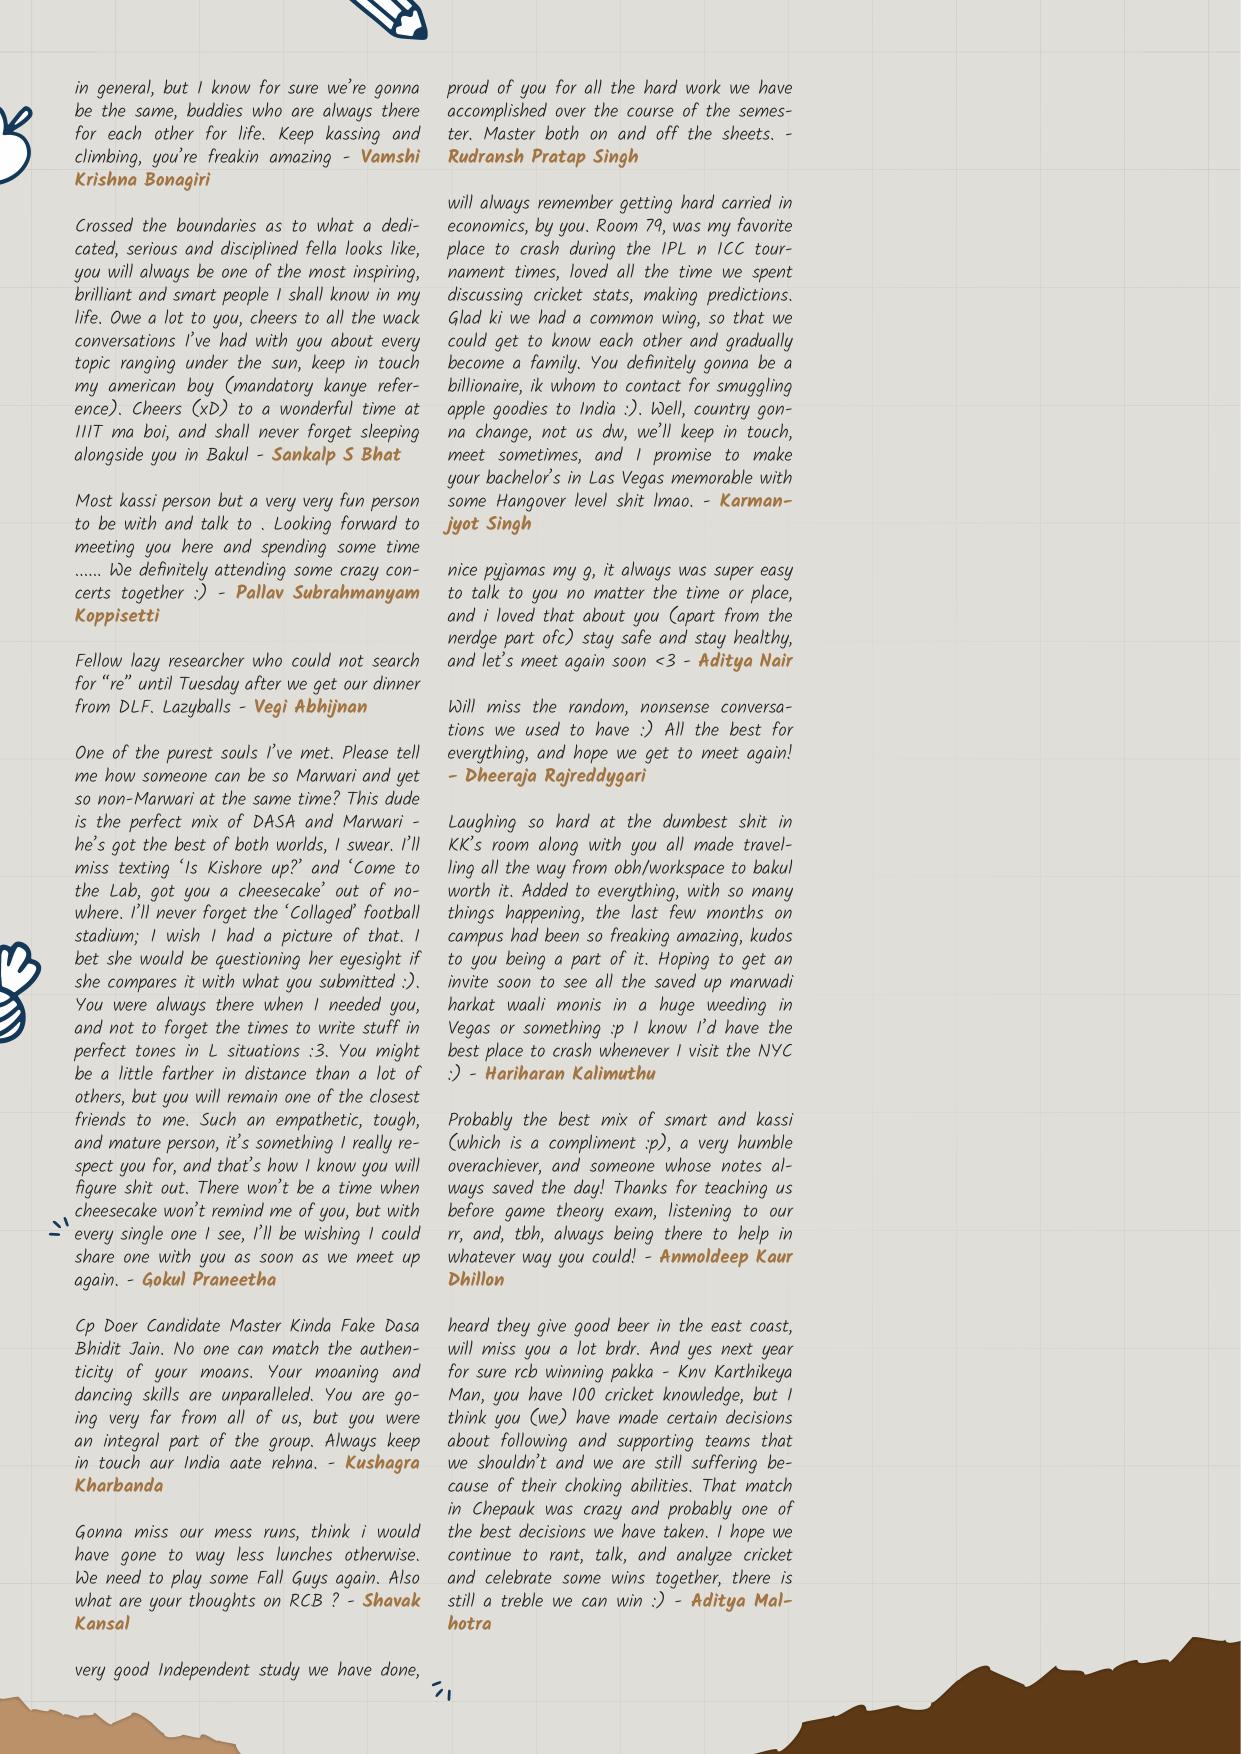 in general, but I know for sure we're gonna
be the same, buddies who are always there
for each other for life. Keep kassing and
climbing, you're freakin amazing - Vamshi
Krishna Bonagiri
Crossed the boundaries as to what a dedi-
cated, serious and disciplined fella looks like,
you will always be one of the most inspiring,
brilliant and smart people I shall know in my
life. Owe a lot to you, cheers to all the wack
conversations I've had with you about every
topic ranging under the sun, keep in touch
my american boy (mandatory kanye refer-
ence). Cheers (xD) to a wonderful time at
IIIT ma boi, and shall never forget sleeping
alongside you in Bakul - Sankalp S Bhat
Most kassi person but a very very fun person
to be with and talk to . Looking forward to
meeting you here and spending some time
...... We definitely attending some crazy con-
certs together :) - Pallav Subrahmanyam
Koppisetti
Fellow lazy researcher who could not search
for “re” until Tuesday after we get our dinner
from DLF. Lazyballs - Vegi Abhijnan
One of the purest souls I've met. Please tell
me how someone can be so Marwari and yet
so non-Marwari at the same time? This dude
is the perfect mix of DASA and Marwari -
he's got the best of both worlds, I swear. I'll
miss texting ‘Is Kishore up?’ and ‘Come to
the Lab, got you a cheesecake’ out of no-
where. I'll never forget the ‘Collaged’ football
stadium; I wish I had a picture of that. I
bet she would be questioning her eyesight if
she compares it with what you submitted :).
You were always there when I needed you,
and not to forget the times to write stuff in
perfect tones in L situations :3. You might
be a little farther in distance than a lot of
others, but you will remain one of the closest
friends to me. Such an empathetic, tough,
and mature person, it's something I really re-
spect you for, and that's how I know you will
figure shit out. There won't be a time when
cheesecake won't remind me of you, but with
every single one I see, I'll be wishing I could
share one with you as soon as we meet up
again. - Gokul Praneetha
Cp Doer Candidate Master Kinda Fake Dasa
Bhidit Jain. No one can match the authen-
ticity of your moans. Your moaning and
dancing skills are unparalleled. You are go-
ing very far from all of us, but you were
an integral part of the group. Always keep
in touch aur India aate rehna. - Kushagra
Kharbanda
Gonna miss our mess runs, think i would
have gone to way less lunches otherwise.
We need to play some Fall Guys again. Also
what are your thoughts on RCB ? - Shavak
Kansal
very good Independent study we have done,
proud of you for all the hard work we have
accomplished over the course of the semes-
ter. Master both on and off the sheets. -
Rudransh Pratap Singh
will always remember getting hard carried in
economics, by you. Room 79, was my favorite
place to crash during the IPL n ICC tour-
nament times, loved all the time we spent
discussing cricket stats, making predictions.
Glad ki we had a common wing, so that we
could get to know each other and gradually
become a family. You definitely gonna be a
billionaire, ik whom to contact for smuggling
apple goodies to India :). Well, country gon-
na change, not us dw, we'll keep in touch,
meet sometimes, and I promise to make
your bachelor's in Las Vegas memorable with
some Hangover level shit lmao. - Karman-
jyot Singh
nice pyjamas my g, it always was super easy
to talk to you no matter the time or place,
and i loved that about you (apart from the
nerdge part ofc) stay safe and stay healthy,
and let's meet again soon <3 - Aditya Nair
Will miss the random, nonsense conversa-
tions we used to have :) All the best for
everything, and hope we get to meet again!
- Dheeraja Rajreddygari
Laughing so hard at the dumbest shit in
KK's room along with you all made travel-
ling all the way from obh/workspace to bakul
worth it. Added to everything, with so many
things happening, the last few months on
campus had been so freaking amazing, kudos
to you being a part of it. Hoping to get an
invite soon to see all the saved up marwadi
harkat waali monis in a huge weeding in
Vegas or something :p I know I'd have the
best place to crash whenever I visit the NYC
:) - Hariharan Kalimuthu
Probably the best mix of smart and kassi
(which is a compliment :p), a very humble
overachiever, and someone whose notes al-
ways saved the day! Thanks for teaching us
before game theory exam, listening to our
rr, and, tbh, always being there to help in
whatever way you could! - Anmoldeep Kaur
Dhillon
heard they give good beer in the east coast,
will miss you a lot brdr. And yes next year
for sure rcb winning pakka - Knv Karthikeya
Man, you have 100 cricket knowledge, but I
think you (we) have made certain decisions
about following and supporting teams that
we shouldn't and we are still suffering be-
cause of their choking abilities. That match
in Chepauk was crazy and probably one of
the best decisions we have taken. I hope we
continue to rant, talk, and analyze cricket
and celebrate some wins together, there is
still a treble we can win :) - Aditya Mal-
hotra